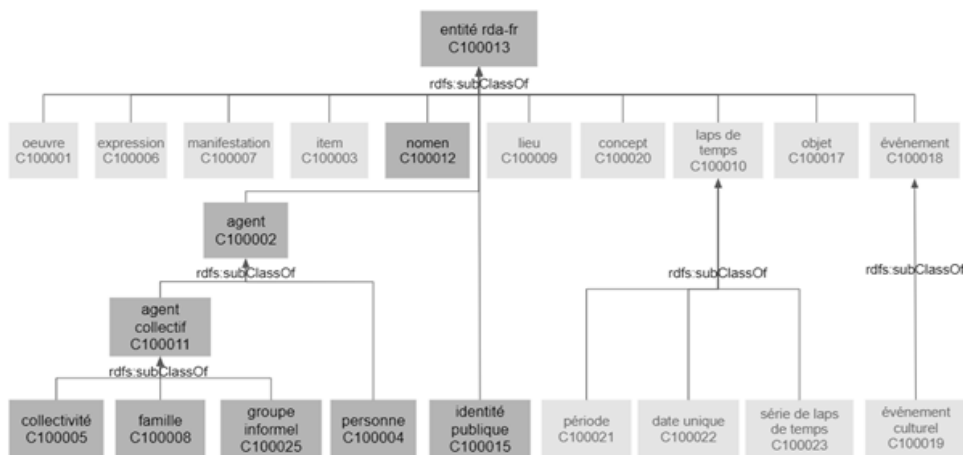 entité rda-fr
C100013
rdfs:subClassOf
oeuvre
C100001
expression
C100006
manifestation
C100007
item
C100003
nomen
C100012
lieu
C100009
concept
C100020
laps de
temps
C100010
objet
C100017
événement
C100018
agent
C100002
rdfs:subClassOf
rdfs:subClassOf
rdfs:subClassOf
agent
collectif
C100011
rdfs:subClassOf
collectivité
C100005
famille
C100008
groupe
informel
C100025
personne
C100004
identité
publique
C100015
période
C100021
date unique
C100022
série de laps
de temps
C100023
événement
culturel
C100019